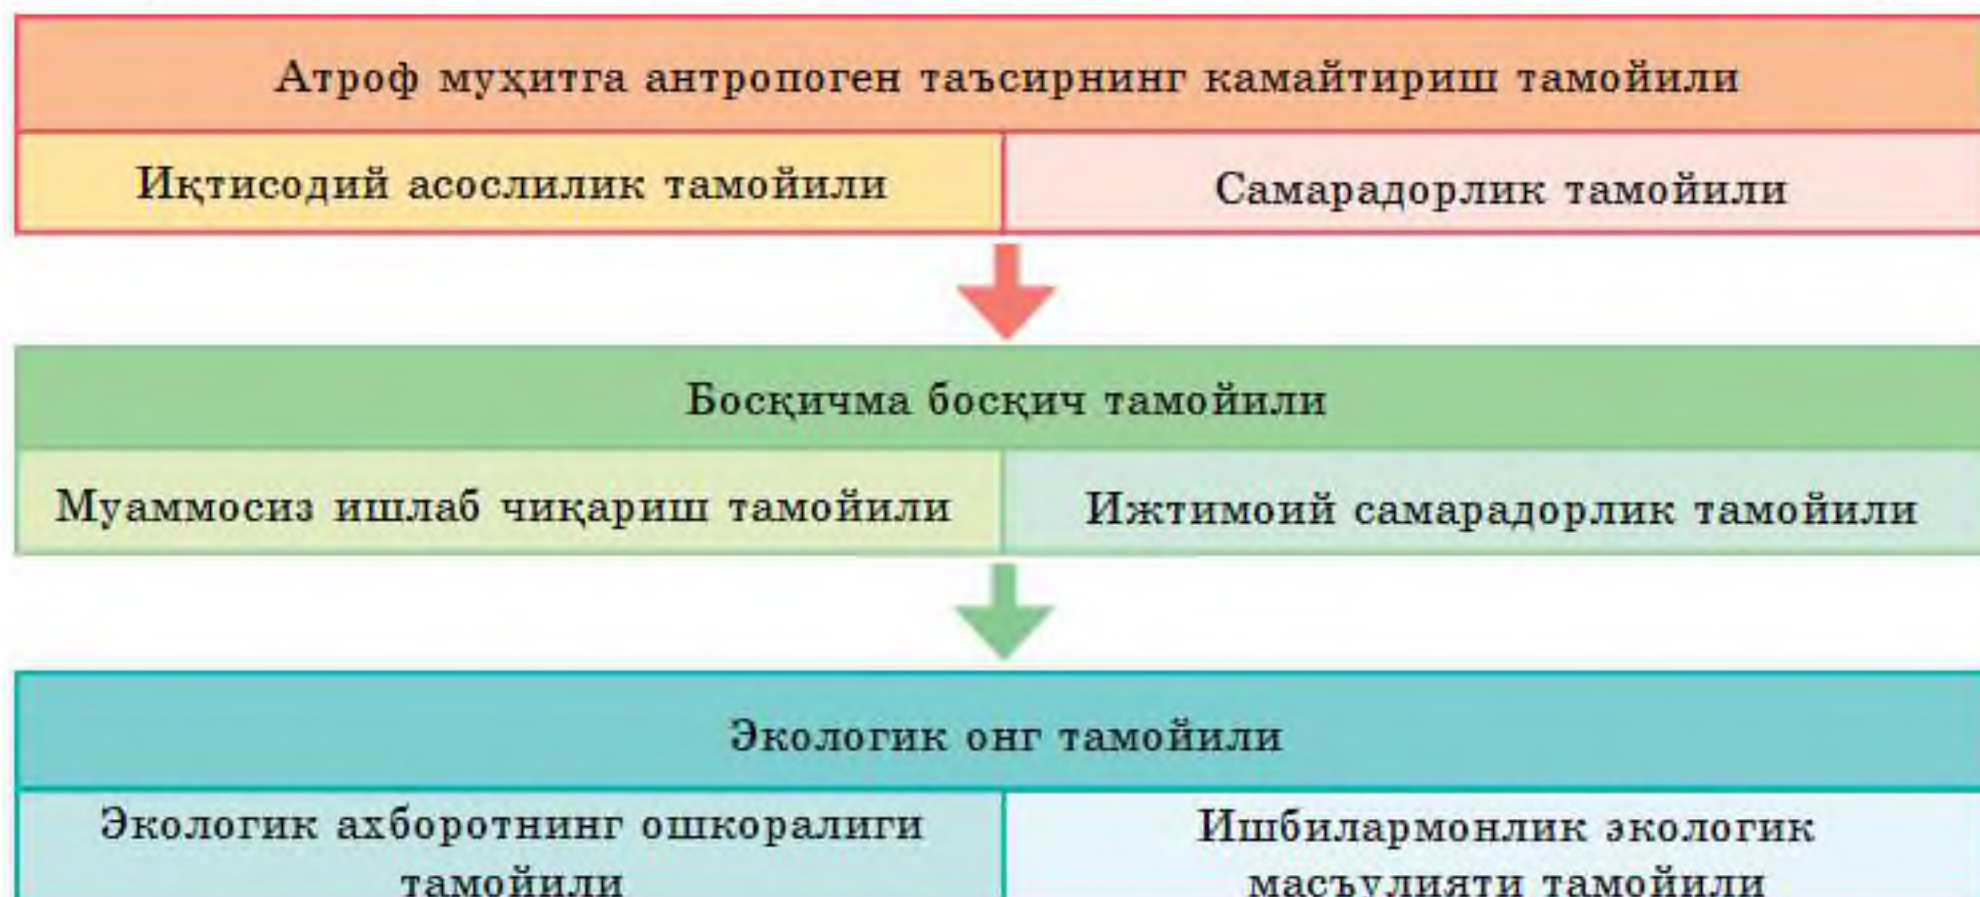 Атроф муҳитга антропоген таъсирнинг камайтириш тамойили
Иқтисодий асослилик тамойили
Самарадорлик тамойили
Босқичма босқич тамойили
Муаммосиз ишлаб чиқариш тамойили
Ижтимоий самарадорлик тамойили
Экологик онг тамойили
Экологик ахборотнинг ошкоралиги
тамойили
Ишбилармонлик экологик
масъулияти тамойили